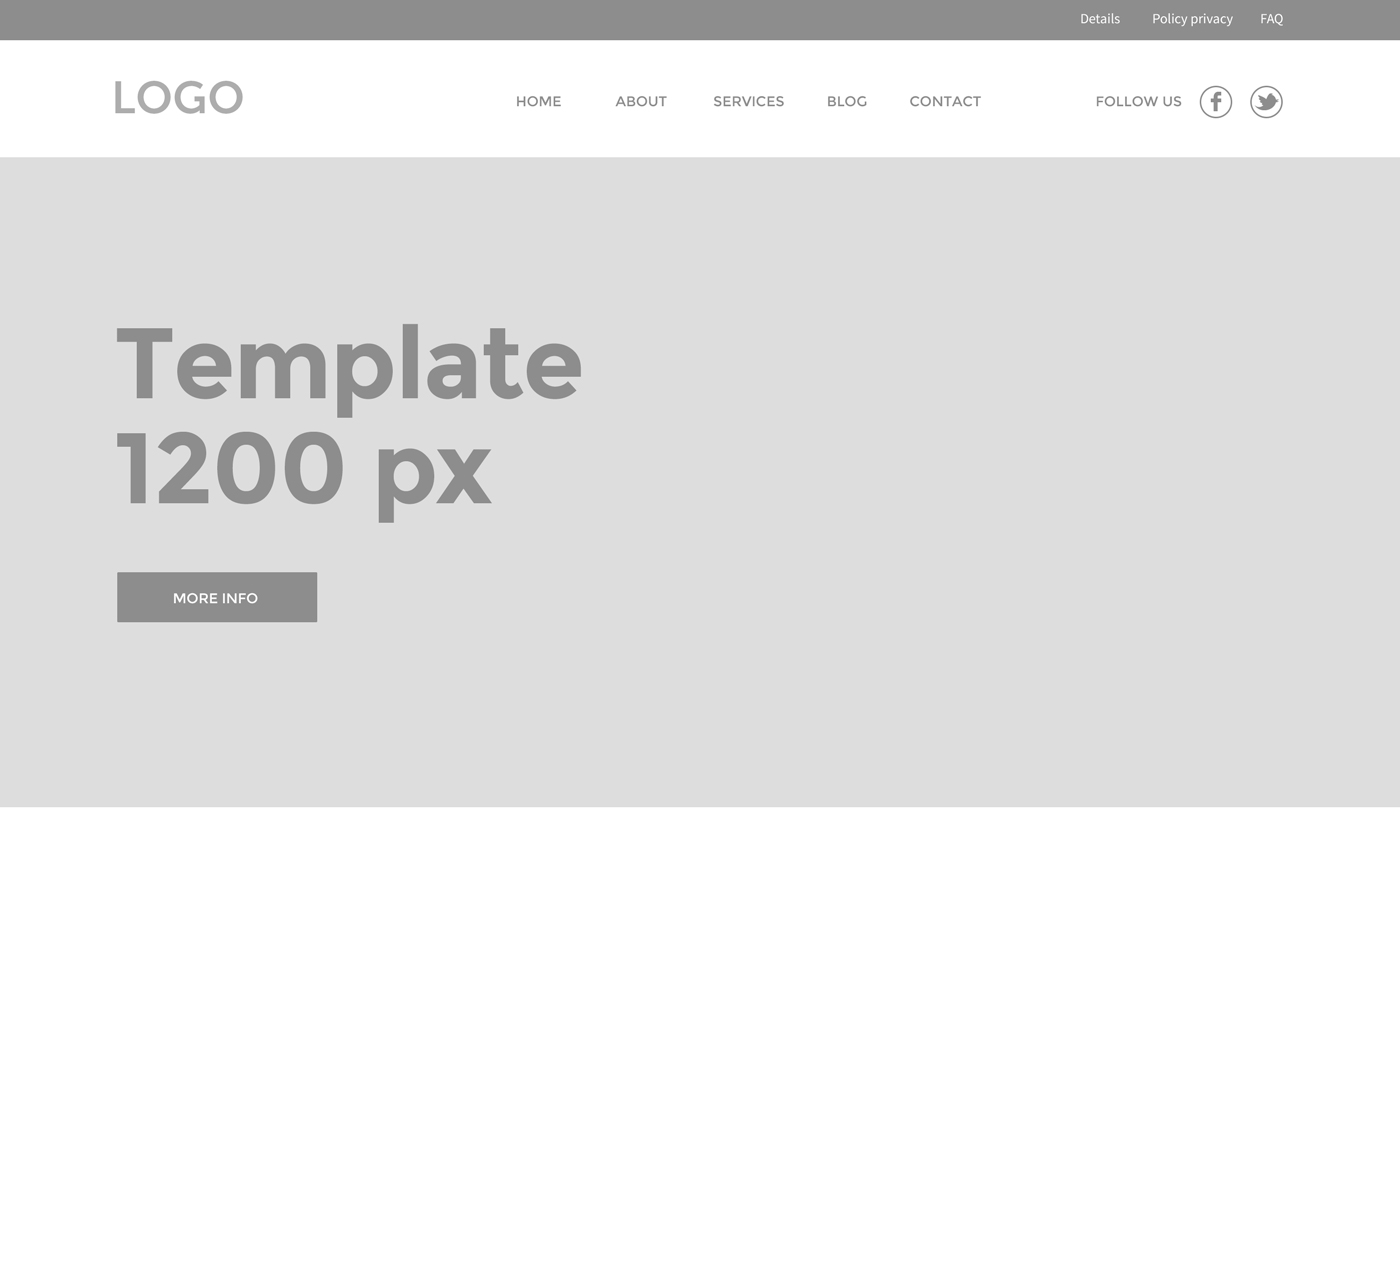 Details Policy privacy FAQ
LOGO HOME ABOUT SERVICES BLOG CONTACT FOLLOW US
Template
1200 px
MORE INFO